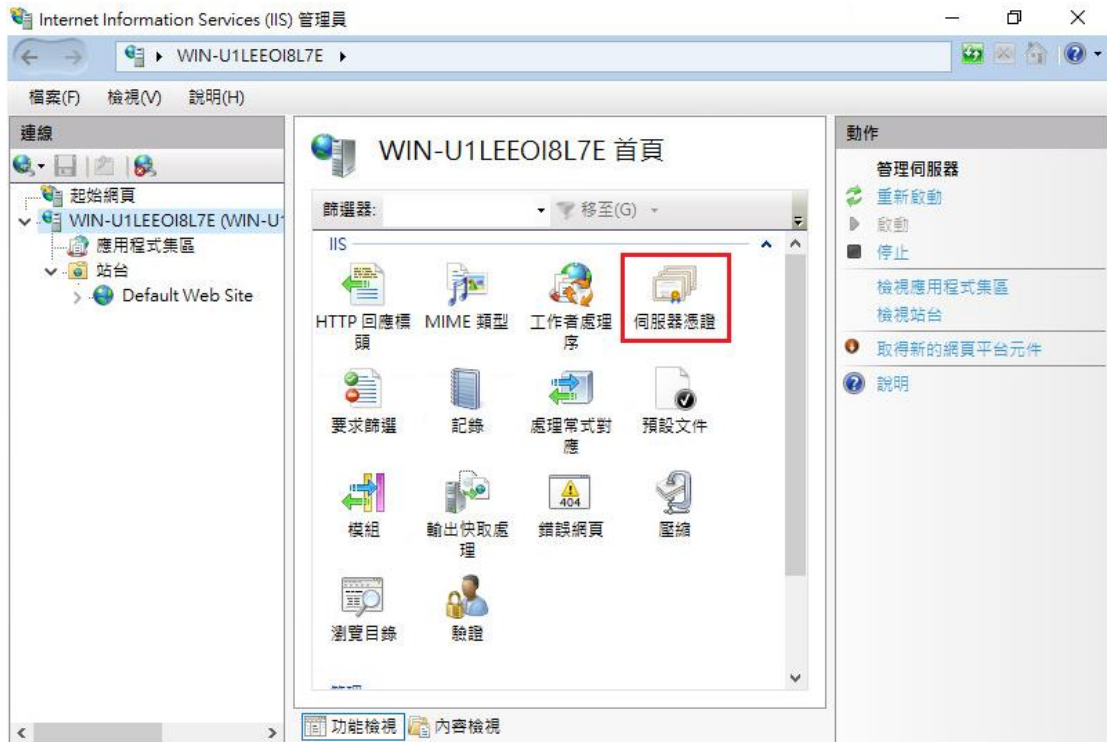 Internet Information Services (IIS) 管理員
WIN-U1LEEOI8L7E
檔案(F) 檢視(V) 說明(H)
連線
起始網頁
WIN-U1LEEOI8L7E (WIN-U1
應用程式集區
站台
Default Web Site
WIN-U1LEEOI8L7E 首頁
篩選器:
移至(G)
IIS
HTTP 回應標
頭
MIME 類型
工作者處理
序
伺服器憑證
要求篩選
記錄
處理常式對
應
預設文件
模組
輸出快取處
理
404
錯誤網頁
壓縮
瀏覽目錄
驗證
功能檢視
內容檢視
動作
管理伺服器
重新啟動
啟動
停止
檢視應用程式集區
檢視站台
取得新的網頁平台元件
說明